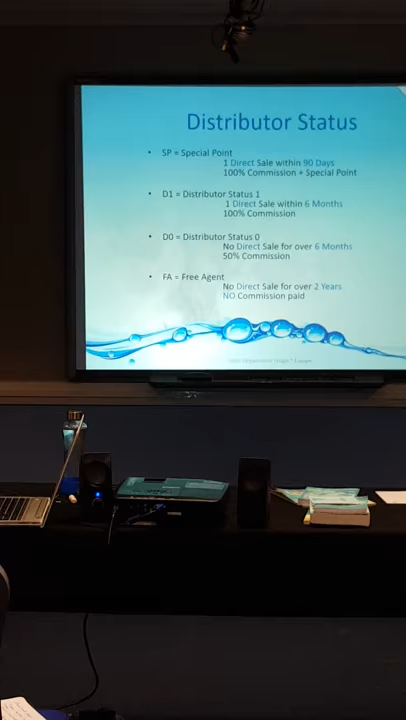 Distributor Status
• SP = Special Point
1 Direct Sale within 90 Days
100% Commission + Special Point
• D1 = Distributor Status 1
1 Direct Sale within 6 Months
100% Commission
• D0 = Distributor Status 0
No Direct Sale for over 6 Months
50% Commission
• FA = Free Agent
No Direct Sale for over 2 Years
NO Commission paid